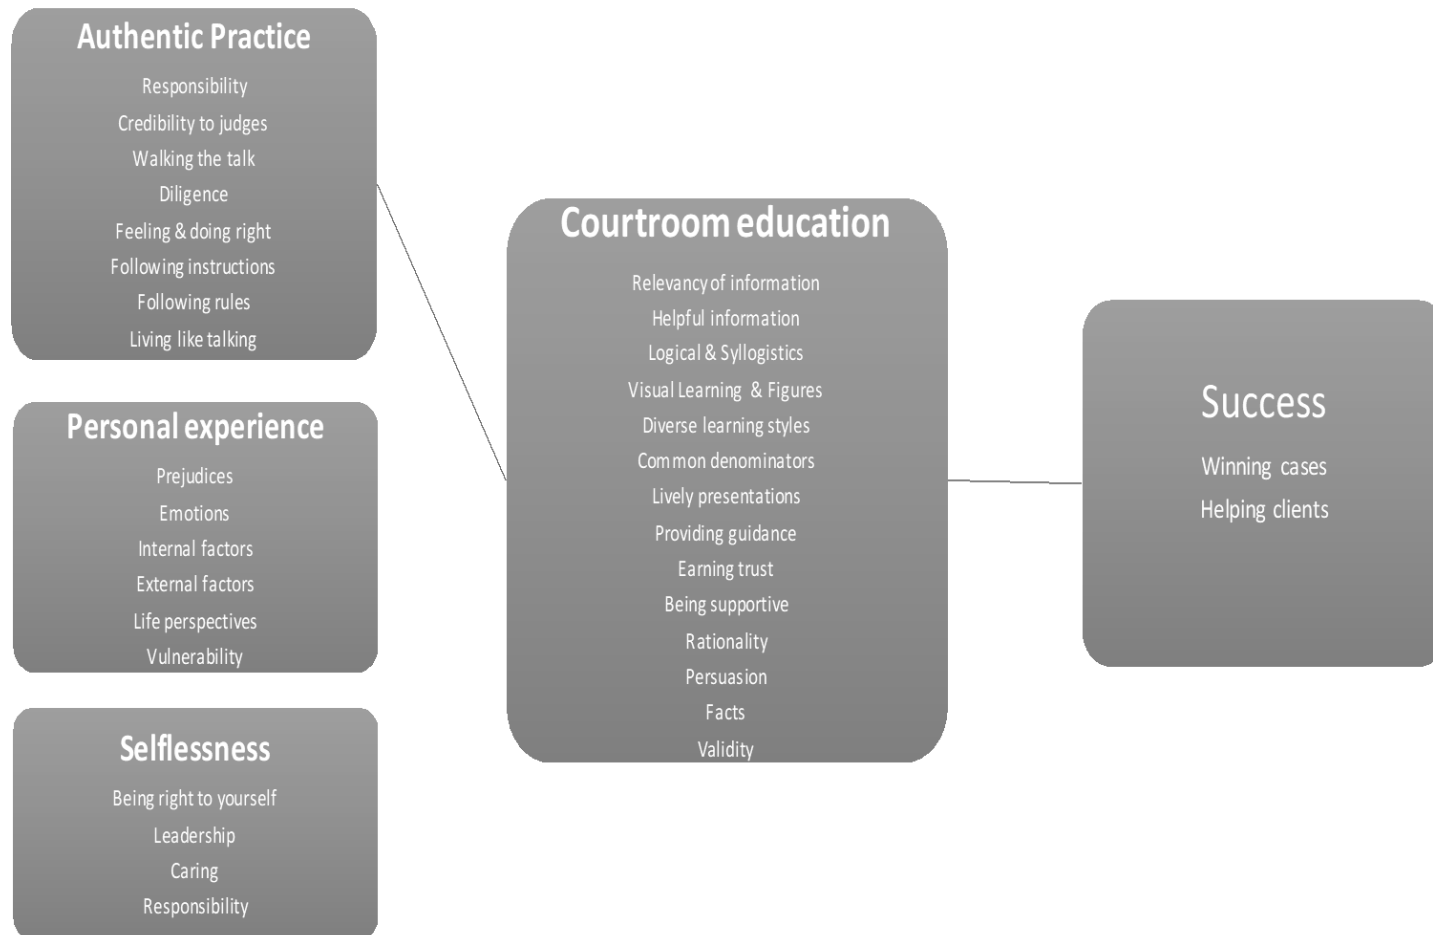 Authentic Practice
Responsibility
Credibility to judges
Walking the talk
Diligence
Feeling & doing right
Following instructions
Following rules
Living like talking
Personal experience
Prejudices
Emotions
Internal factors
External factors
Life perspectives
Vulnerability
Selflessness
Being right to yourself
Leadership
Caring
Responsibility
Courtroom education
Relevancy of information
Helpful information
Logical & Syllogistics
Visual Learning & Figures
Diverse learning styles
Common denominators
Lively presentations
Providing guidance
Earning trust
Being supportive
Rationality
Persuasion
Facts
Validity
Success
Winning cases
Helping clients